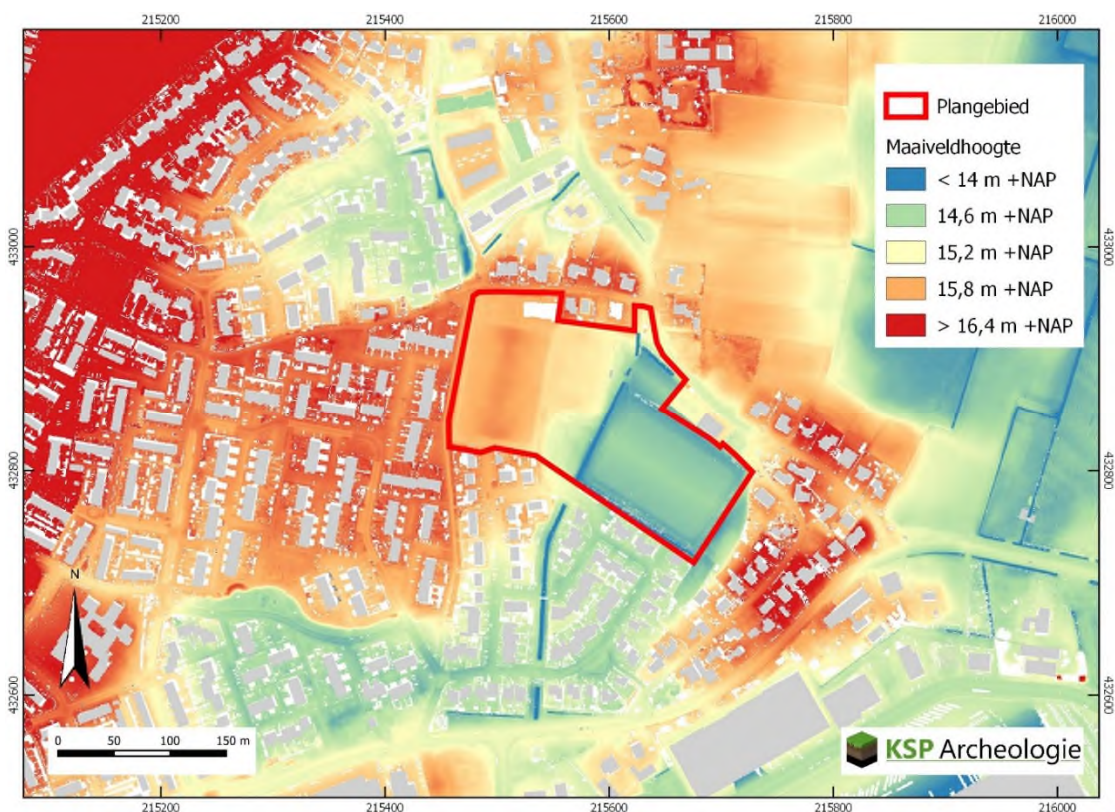 215200 215400 215600 215800 216000
Plangebied
Maaiveldhoogte
< 14 m +NAP
14,6 m +NAP
15,2 m +NAP
15,8 m +NAP
> 16,4 m +NAP
433000 433000
432800 432800
N
432600 432600
0 50 100 150 m
KSP Archeologie
215200 215400 215600 215800 216000